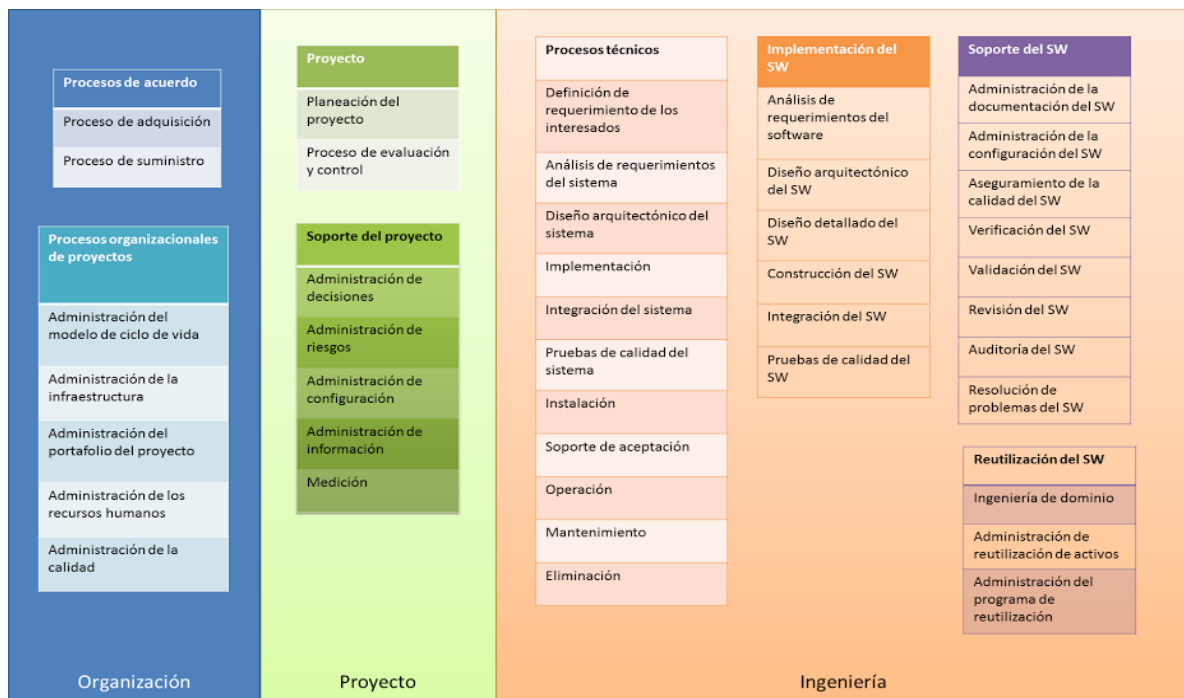 Procesos de acuerdo
Proceso de adquisición
Proceso de suministro
Procesos organizacionales
de proyectos
Administración del
modelo de ciclo de vida
Administración de la
infraestructura
Administración del
portafolio del proyecto
Administración de los
recursos humanos
Administración de la
calidad
Organización
Proyecto
Planeación del
proyecto
Proceso de evaluación
y control
Soporte del proyecto
Administración de
decisiones
Administración de
riesgos
Administración de
configuración
Administración de
información
Medición
Proyecto
Procesos técnicos
Definición de
requerimiento de los
interesados
Análisis de requerimientos
del sistema
Diseño arquitectónico del
sistema
Implementación
Integración del sistema
Pruebas de calidad del
sistema
Instalación
Soporte de aceptación
Operación
Mantenimiento
Eliminación
Implementación del
SW
Análisis de
requerimientos del
software
Diseño arquitectónico
del SW
Diseño detallado del
SW
Construcción del SW
Integración del SW
Pruebas de calidad del
SW
Soporte del SW
Administración de la
documentación del SW
Administración de la
configuración del SW
Aseguramiento de la
calidad del SW
Verificación del SW
Validación del SW
Revisión del SW
Auditoría del SW
Resolución de
problemas del SW
Reutilización del SW
Ingeniería de dominio
Administración de
reutilización de activos
Administración del
programa de
reutilización
Ingeniería